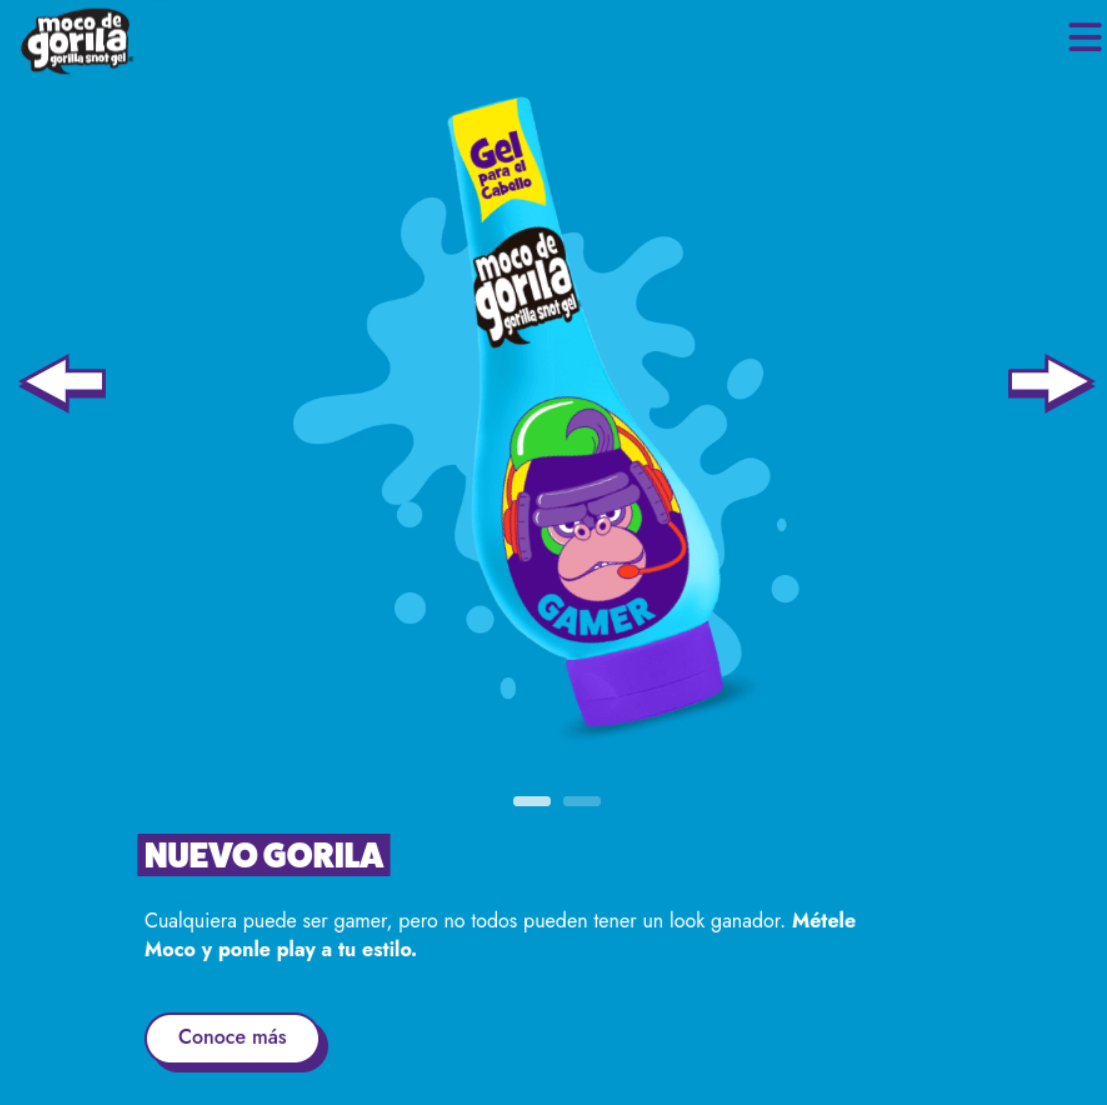 moco de
gorila
gorilla snot gel
Gel
para el
Cabello
moco de
gorila
gorilla snot gel
GAMER
NUEVO GORILA
Cualquiera puede ser gamer, pero no todos pueden tener un look ganador. Métele
Moco y ponle play a tu estilo.
Conoce más